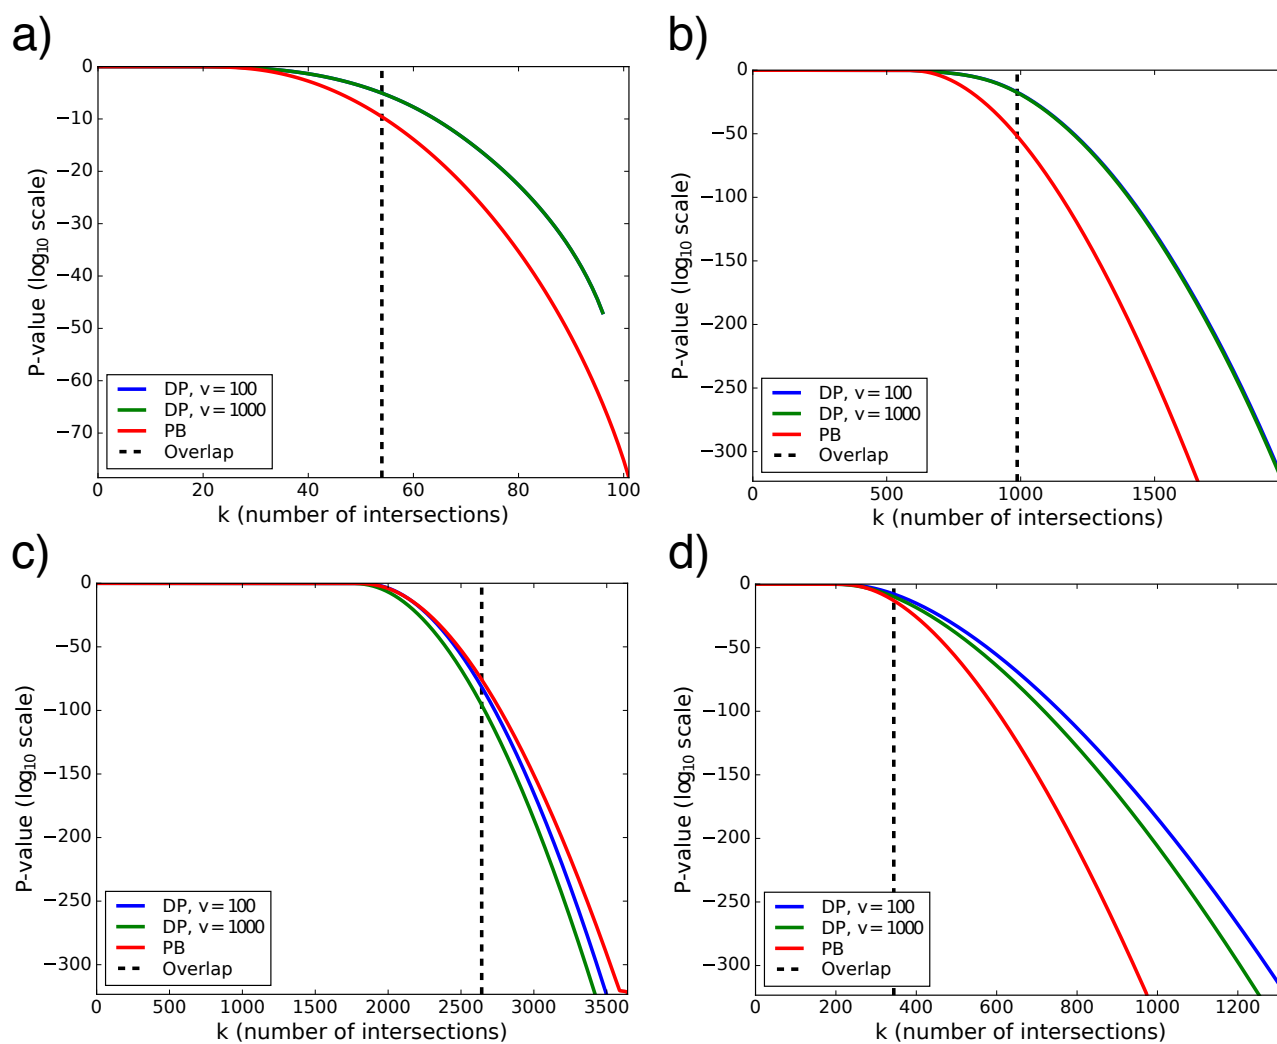 a)
0
−10
−20
−30
−40
−50
−60
−70
P-value (log10 scale)
DP, v=100
DP, v=1000
PB
Overlap
0 20 40 60 80 100
k (number of intersections)
b)
0
−50
−100
−150
−200
−250
−300
P-value (log10 scale)
DP, v=100
DP, v=1000
PB
Overlap
0 500 1000 1500
k (number of intersections)
c)
0
−50
−100
−150
−200
−250
−300
P-value (log10 scale)
DP, v=100
DP, v=1000
PB
Overlap
0 500 1000 1500 2000 2500 3000 3500
k (number of intersections)
d)
0
−50
−100
−150
−200
−250
−300
P-value (log10 scale)
DP, v=100
DP, v=1000
PB
Overlap
0 200 400 600 800 1000 1200
k (number of intersections)